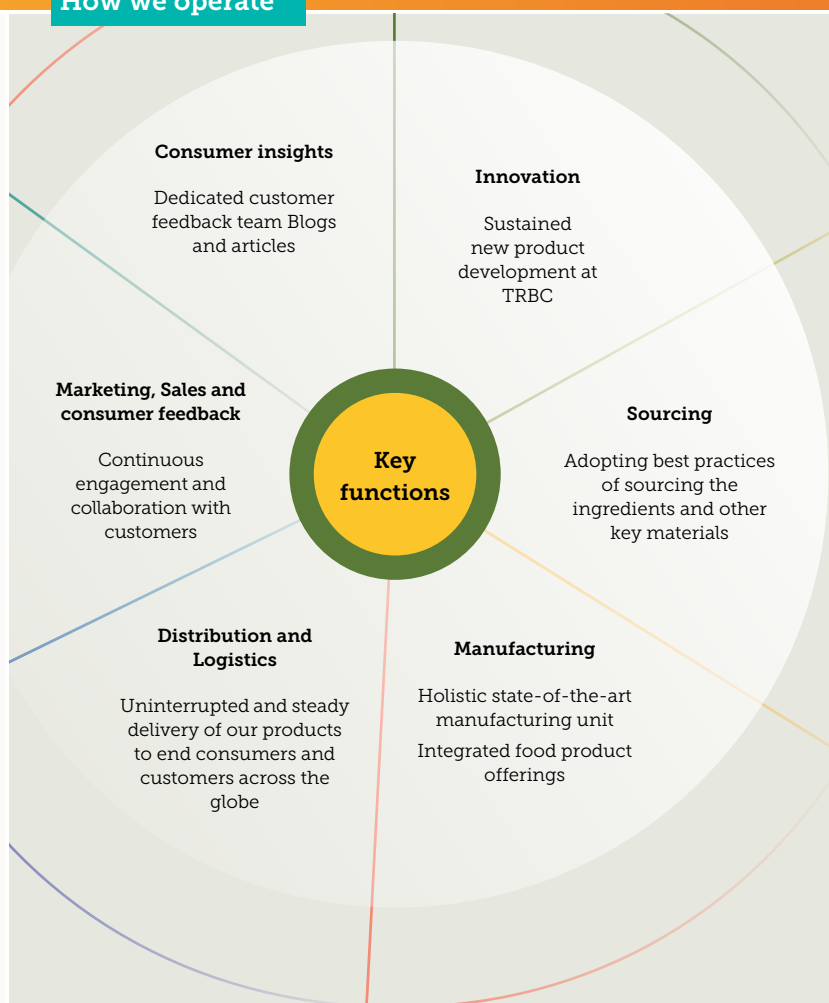 How we operate
Consumer insights
Dedicated customer
feedback team Blogs
and articles
Innovation
Sustained
new product
development at
TRBC
Marketing, Sales and
consumer feedback
Continuous
engagement and
collaboration with
customers
Key
functions
Sourcing
Adopting best practices
of sourcing the
ingredients and other
key materials
Distribution and
Logistics
Uninterrupted and steady
delivery of our products
to end consumers and
customers across the
globe
Manufacturing
Holistic state-of-the-art
manufacturing unit
Integrated food product
offerings